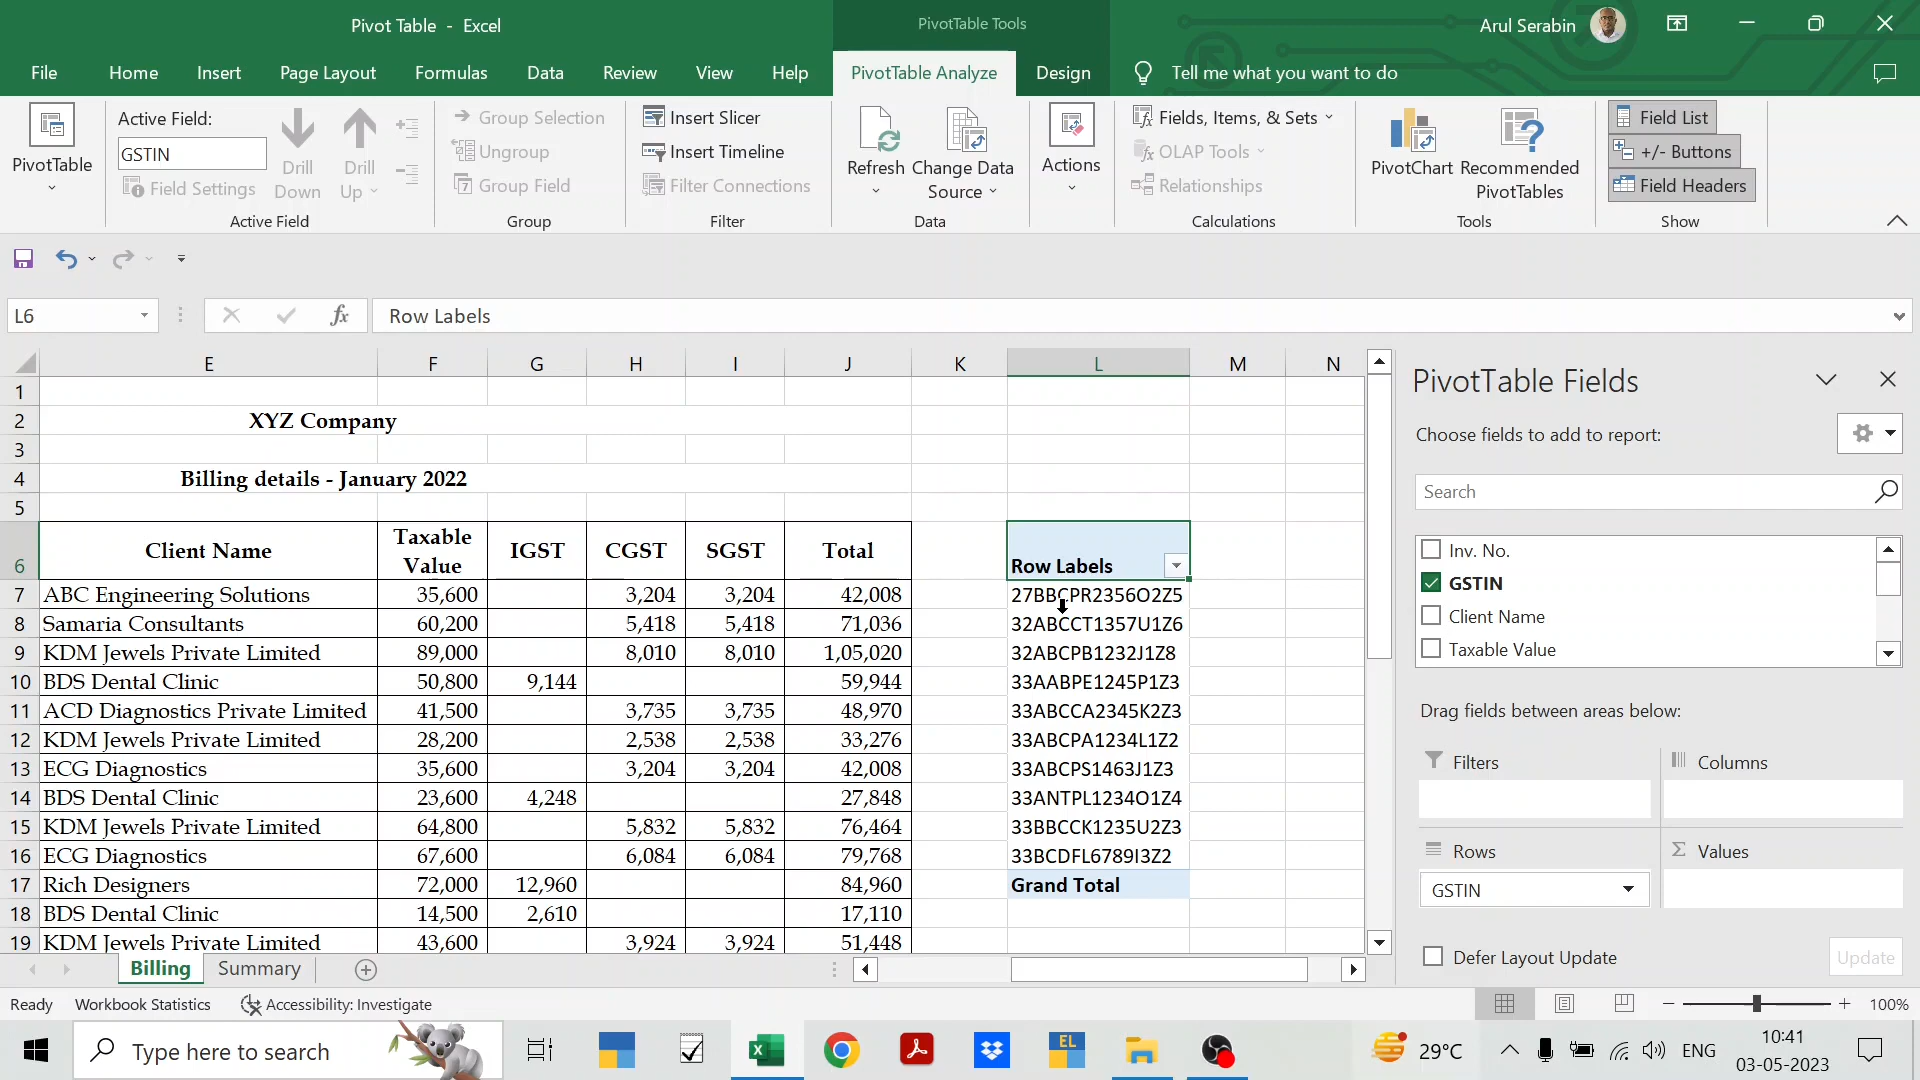 Pivot Table - Excel
PivotTable Tools
Arul Serabin
File Home Insert Page Layout Formulas Data Review View Help PivotTable Analyze Design Tell me what you want to do
PivotTable
Active Field:
GSTIN
Field Settings
Drill Down
Drill Up
Active Field
Group Selection
Ungroup
Group Field
Group
Insert Slicer
Insert Timeline
Filter Connections
Filter
Refresh
Change Data Source
Data
Actions
Fields, Items, & Sets
OLAP Tools
Relationships
Calculations
PivotChart
Recommended PivotTables
Tools
Field List
+/- Buttons
Field Headers
Show
L6 fx Row Labels
E F G H I J K L M N
1
2 XYZ Company
3
4 Billing details - January 2022
5
6 Client Name Taxable Value IGST CGST SGST Total Row Labels
7 ABC Engineering Solutions 35,600 3,204 3,204 42,008 27BBCPR2356O2Z5
8 Samaria Consultants 60,200 5,418 5,418 71,036 32ABCCT1357U1Z6
9 KDM Jewels Private Limited 89,000 8,010 8,010 1,05,020 32ABCPB1232J1Z8
10 BDS Dental Clinic 50,800 9,144 59,944 33AABPE1245P1Z3
11 ACD Diagnostics Private Limited 41,500 3,735 3,735 48,970 33ABCCA2345K2Z3
12 KDM Jewels Private Limited 28,200 2,538 2,538 33,276 33ABCPA1234L1Z2
13 ECG Diagnostics 35,600 3,204 3,204 42,008 33ABCPS1463J1Z3
14 BDS Dental Clinic 23,600 4,248 27,848 33ANTPL1234O1Z4
15 KDM Jewels Private Limited 64,800 5,832 5,832 76,464 33BBCCK1235U2Z3
16 ECG Diagnostics 67,600 6,084 6,084 79,768 33BCDFL6789I3Z2
17 Rich Designers 72,000 12,960 84,960 Grand Total
18 BDS Dental Clinic 14,500 2,610 17,110
19 KDM Jewels Private Limited 43,600 3,924 3,924 51,448
PivotTable Fields
Choose fields to add to report:
Search
Inv. No.
GSTIN
Client Name
Taxable Value
Drag fields between areas below:
Filters
Columns
Rows
Σ Values
GSTIN
Defer Layout Update
Update
Billing Summary
Ready Workbook Statistics Accessibility: Investigate 100%
Type here to search
EL
29°C
ENG
10:41
03-05-2023